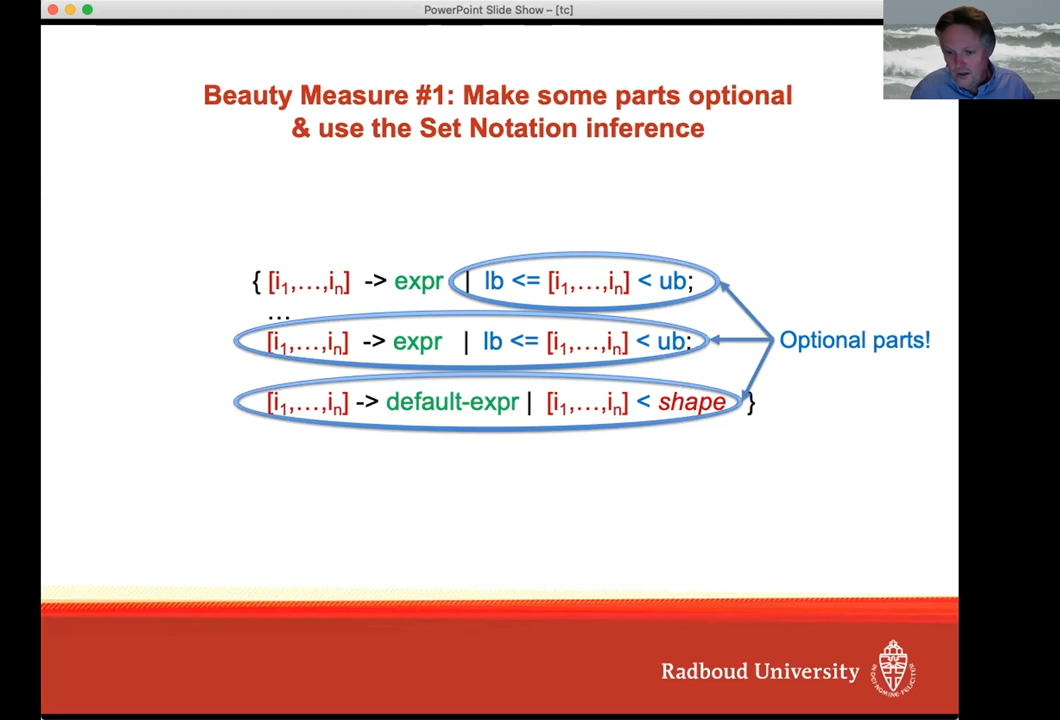 PowerPoint Slide Show – [tc]
Beauty Measure #1: Make some parts optional
& use the Set Notation inference
{ [i₁,...,iₙ] -> expr | lb <= [i₁,...,iₙ] < ub;
...
[i₁,...,iₙ] -> expr | lb <= [i₁,...,iₙ] < ub;
Optional parts!
[i₁,...,iₙ] -> default-expr | [i₁,...,iₙ] < shape }
Radboud University